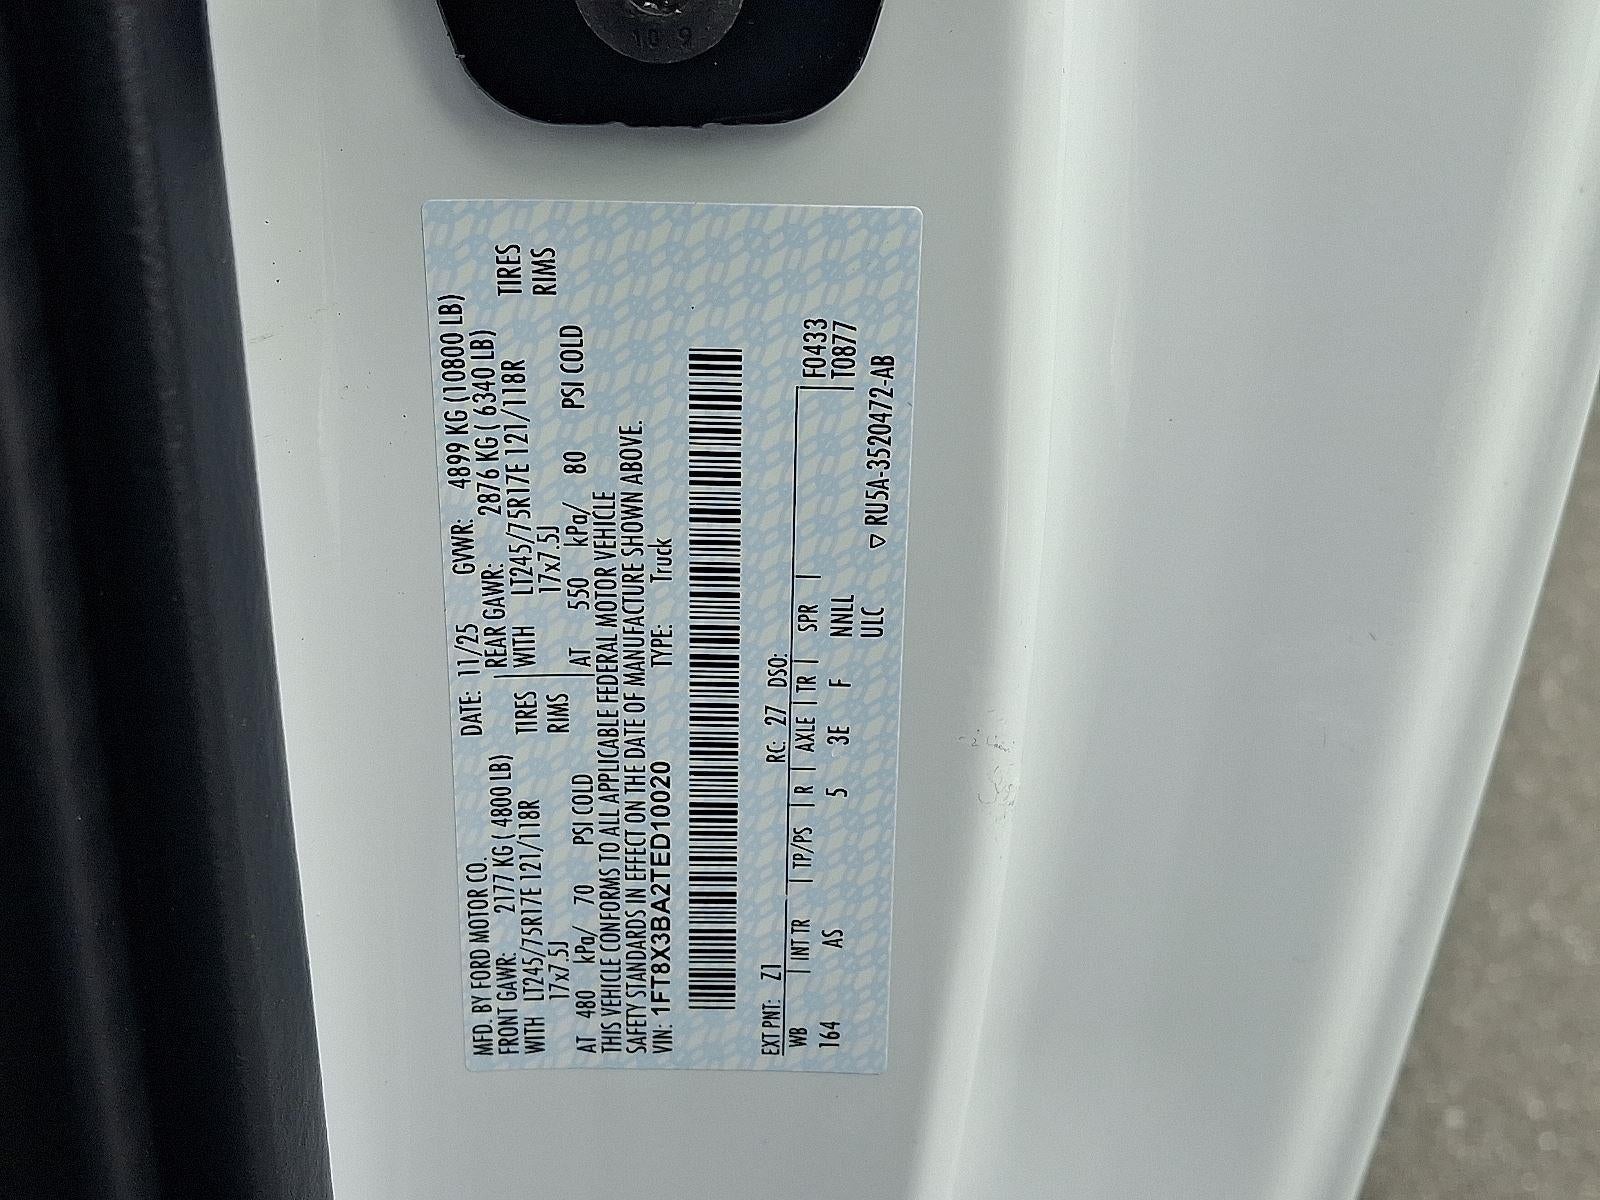 10.9
MFD. BY FORD MOTOR CO.
DATE: 11/25 GVWR: 4899 KG (10800 LB)
FRONT GAWR: 2177 KG ( 4800 LB) REAR GAWR: 2876 KG ( 6340 LB)
WITH LT245/75R17E 121/118R TIRES WITH LT245/75R17E 121/118R TIRES
17x7.5J RIMS 17x7.5J RIMS
AT 480 kPa/ 70 PSI COLD AT 550 kPa/ 80 PSI COLD
THIS VEHICLE CONFORMS TO ALL APPLICABLE FEDERAL MOTOR VEHICLE
SAFETY STANDARDS IN EFFECT ON THE DATE OF MANUFACTURE SHOWN ABOVE.
VIN: 1FT8X3BA2TED10020 TYPE: Truck
EXT PNT: Z1 RC: 27 DSO:
WB | INT TR | TP/PS | R | AXLE | TR | SPR | F0433
164 AS 5 3E F NNLL T0877
ULC ▽ RU5A-3520472-AB